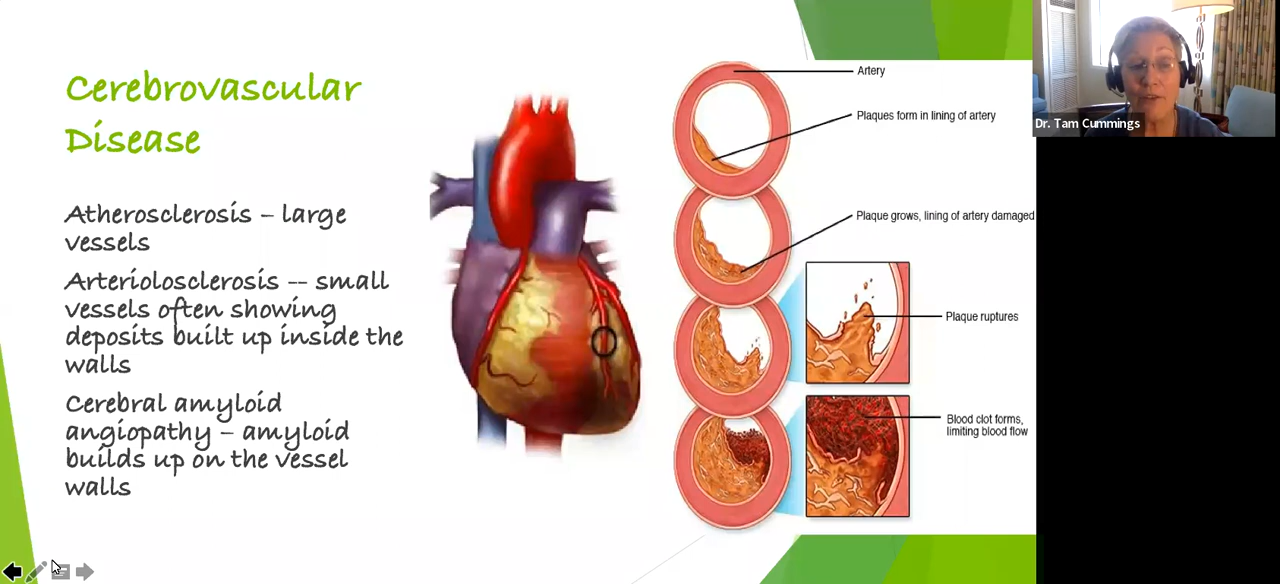 Cerebrovascular
Disease
Atherosclerosis – large
vessels
Arteriolosclerosis -- small
vessels often showing
deposits built up inside the
walls
Cerebral amyloid
angiopathy – amyloid
builds up on the vessel
walls
Artery
Plaques form in lining of artery
Plaque grows, lining of artery damaged
Plaque ruptures
Blood clot forms,
limiting blood flow
Dr. Tam Cummings